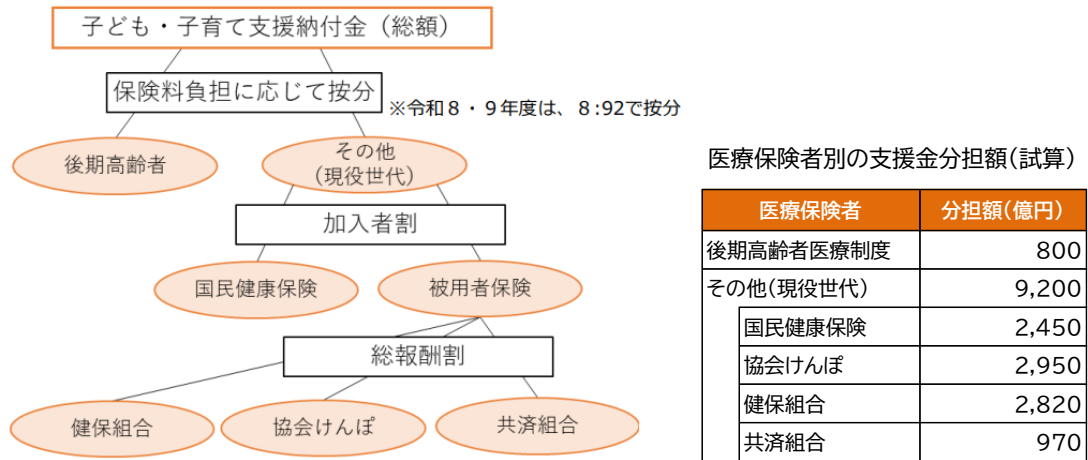 子ども・子育て支援納付金（総額）
保険料負担に応じて按分
※令和８・９年度は、８:92で按分
後期高齢者
その他
(現役世代)
加入者割
国民健康保険
被用者保険
総報酬割
健保組合
協会けんぽ
共済組合
医療保険者別の支援金分担額(試算)
医療保険者 分担額(億円)
後期高齢者医療制度 800
その他(現役世代) 9,200
国民健康保険 2,450
協会けんぽ 2,950
健保組合 2,820
共済組合 970